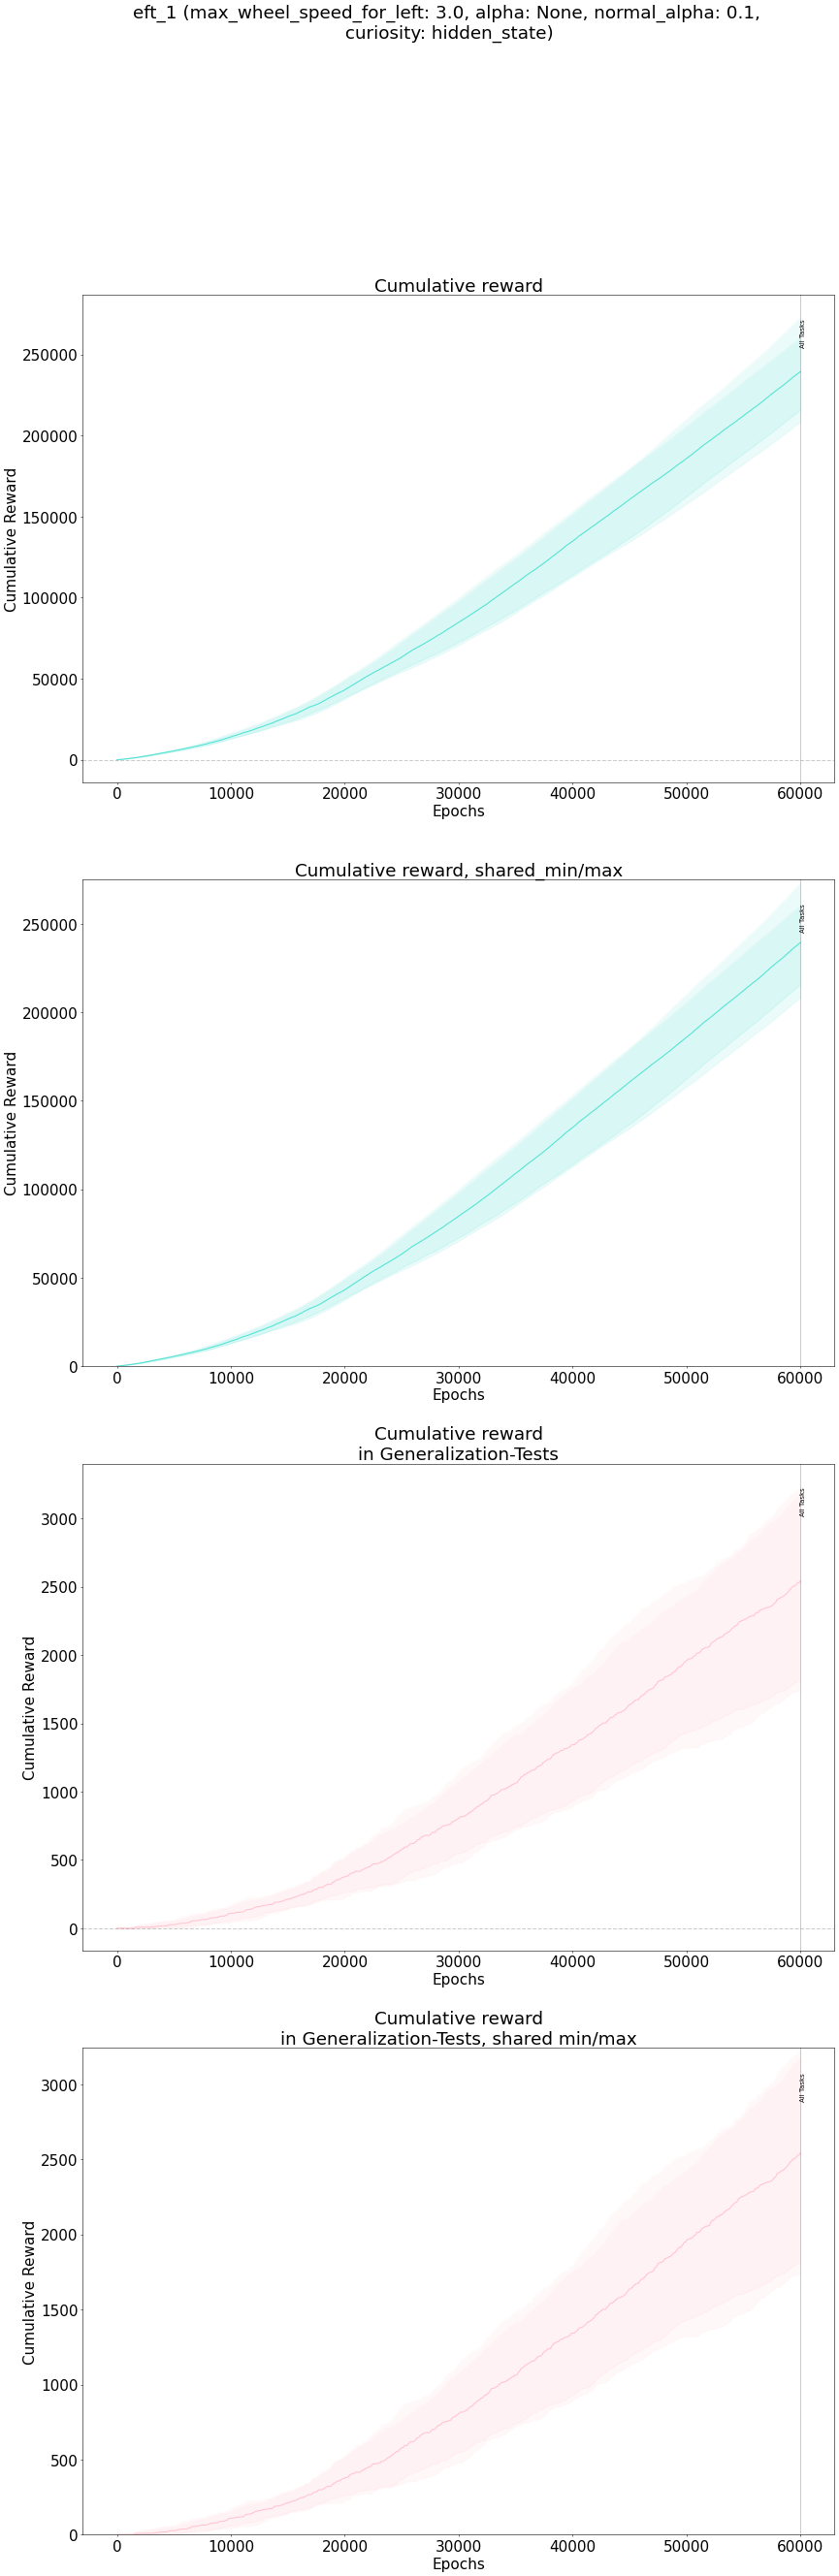 eft_1 (max_wheel_speed_for_left: 3.0, alpha: None, normal_alpha: 0.1,
curiosity: hidden_state)
Cumulative reward
Cumulative Reward
250000
200000
150000
100000
50000
0
All Tasks
0 10000 20000 30000 40000 50000 60000
Epochs
Cumulative reward, shared_min/max
Cumulative Reward
250000
200000
150000
100000
50000
0
All Tasks
0 10000 20000 30000 40000 50000 60000
Epochs
Cumulative reward
in Generalization-Tests
Cumulative Reward
3000
2500
2000
1500
1000
500
0
All Tasks
0 10000 20000 30000 40000 50000 60000
Epochs
Cumulative reward
in Generalization-Tests, shared min/max
Cumulative Reward
3000
2500
2000
1500
1000
500
0
All Tasks
0 10000 20000 30000 40000 50000 60000
Epochs